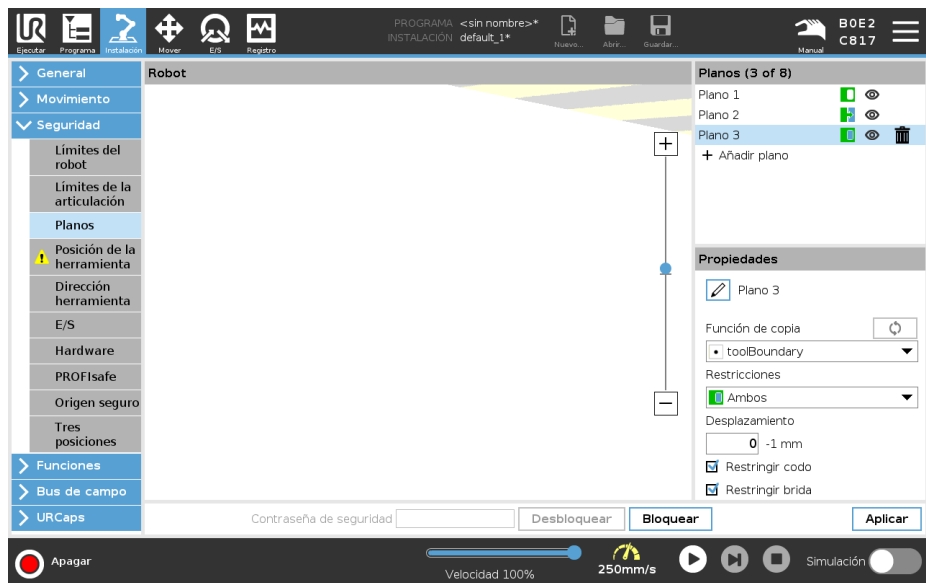 PROGRAMA <sin nombre>*
INSTALACIÓN default_1*
Ejecutar
Programa
Instalación
Mover
E/S
Registro
Nuevo...
Abrir...
Guardar...
Manual
B0E2
C817
General
Movimiento
Seguridad
Límites del
robot
Límites de la
articulación
Planos
Posición de la
herramienta
Dirección
herramienta
E/S
Hardware
PROFIsafe
Origen seguro
Tres
posiciones
Funciones
Bus de campo
URCaps
Robot
Planos (3 of 8)
Plano 1
Plano 2
Plano 3
+ Añadir plano
Propiedades
Plano 3
Función de copia
toolBoundary
Restricciones
Ambos
Desplazamiento
0 -1 mm
Restringir codo
Restringir brida
Contraseña de seguridad
Desbloquear
Bloquear
Aplicar
Apagar
Velocidad 100%
250mm/s
Simulación